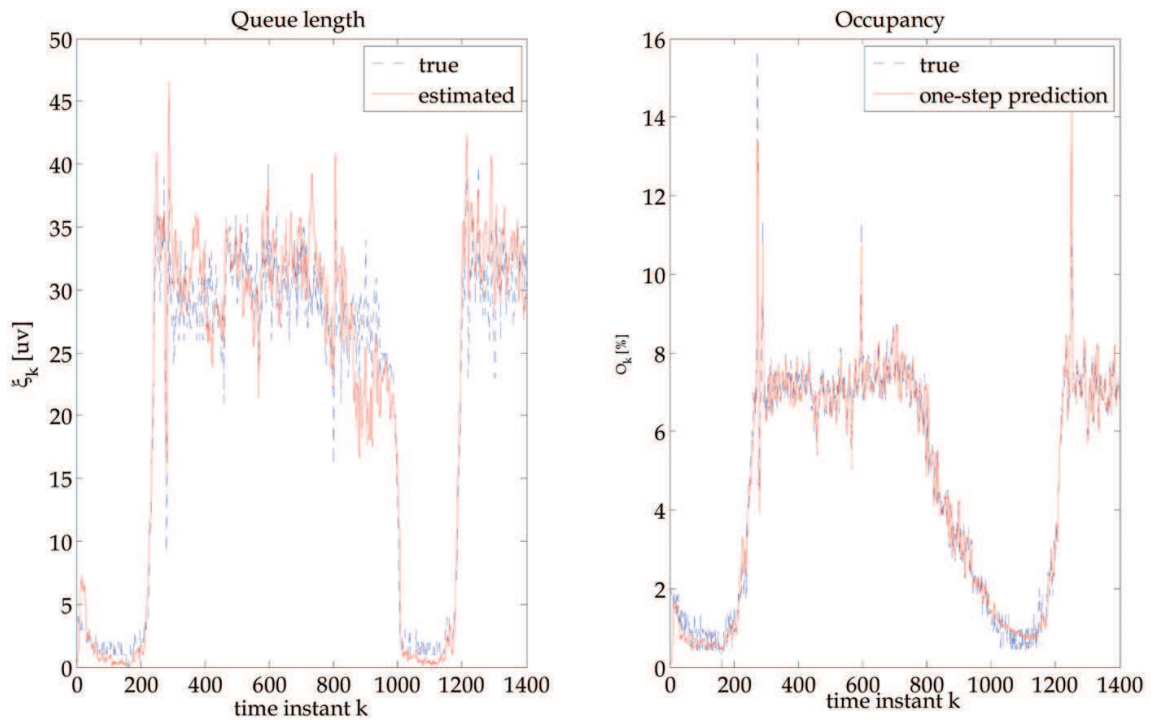 Queue length
50
45
40
35
30
25
20
15
10
5
0
ξk [uv]
true
estimated
0 200 400 600 800 1000 1200 1400
time instant k
Occupancy
16
14
12
10
8
6
4
2
0
Ok [%]
true
one-step prediction
0 200 400 600 800 1000 1200 1400
time instant k